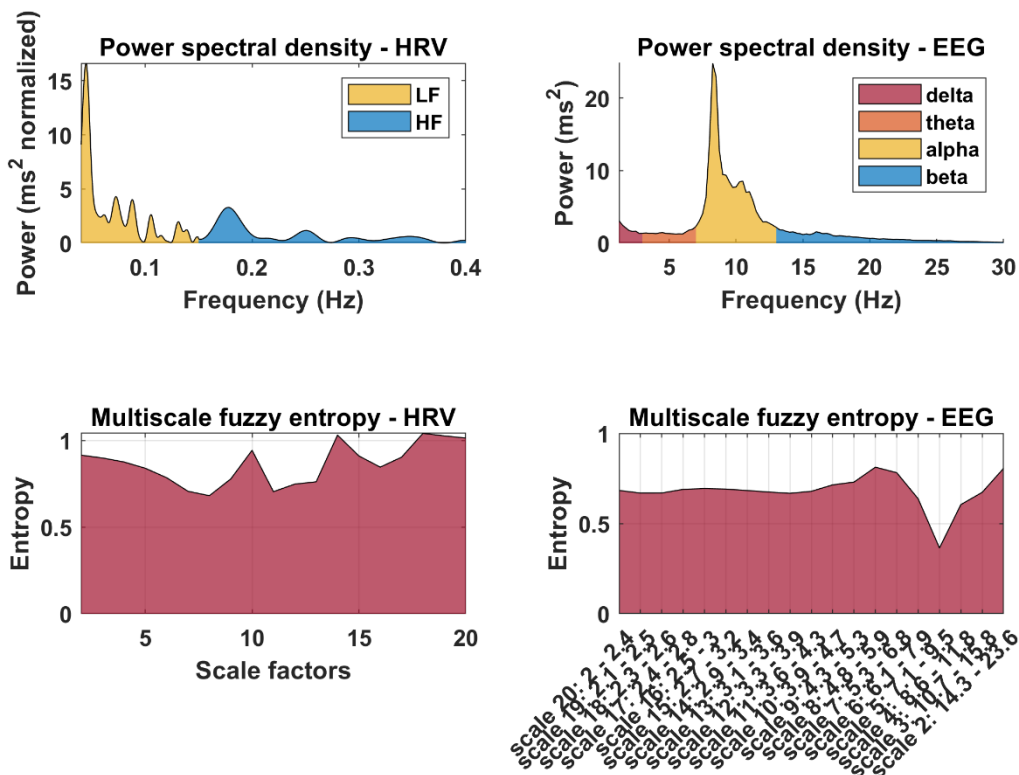 Power spectral density - HRV
Power (ms² normalized)
15
10
5
0
LF
HF
0.1 0.2 0.3 0.4
Frequency (Hz)
Power spectral density - EEG
Power (ms²)
20
10
0
delta
theta
alpha
beta
5 10 15 20 25 30
Frequency (Hz)
Multiscale fuzzy entropy - HRV
Entropy
1
0.5
0
5 10 15 20
Scale factors
Multiscale fuzzy entropy - EEG
Entropy
1
0.5
0
scale 20: 2 - 2.4
scale 19: 2.1 - 2.5
scale 18: 2.3 - 2.6
scale 17: 2.4 - 2.8
scale 16: 2.5 - 3
scale 15: 2.7 - 3.2
scale 14: 2.9 - 3.4
scale 13: 3.1 - 3.6
scale 12: 3.3 - 3.9
scale 11: 3.6 - 4.3
scale 10: 3.9 - 4.7
scale 9: 4.3 - 5.3
scale 8: 4.8 - 5.9
scale 7: 5.3 - 6.8
scale 6: 6.1 - 7.9
scale 5: 7.1 - 9.5
scale 4: 8.6 - 11.8
scale 3: 10.7 - 15.8
scale 2: 14.3 - 23.6